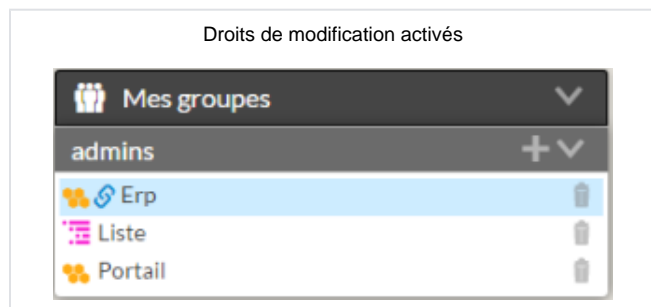 Droits de modification activés
Mes groupes
admins
Erp
Liste
Portail